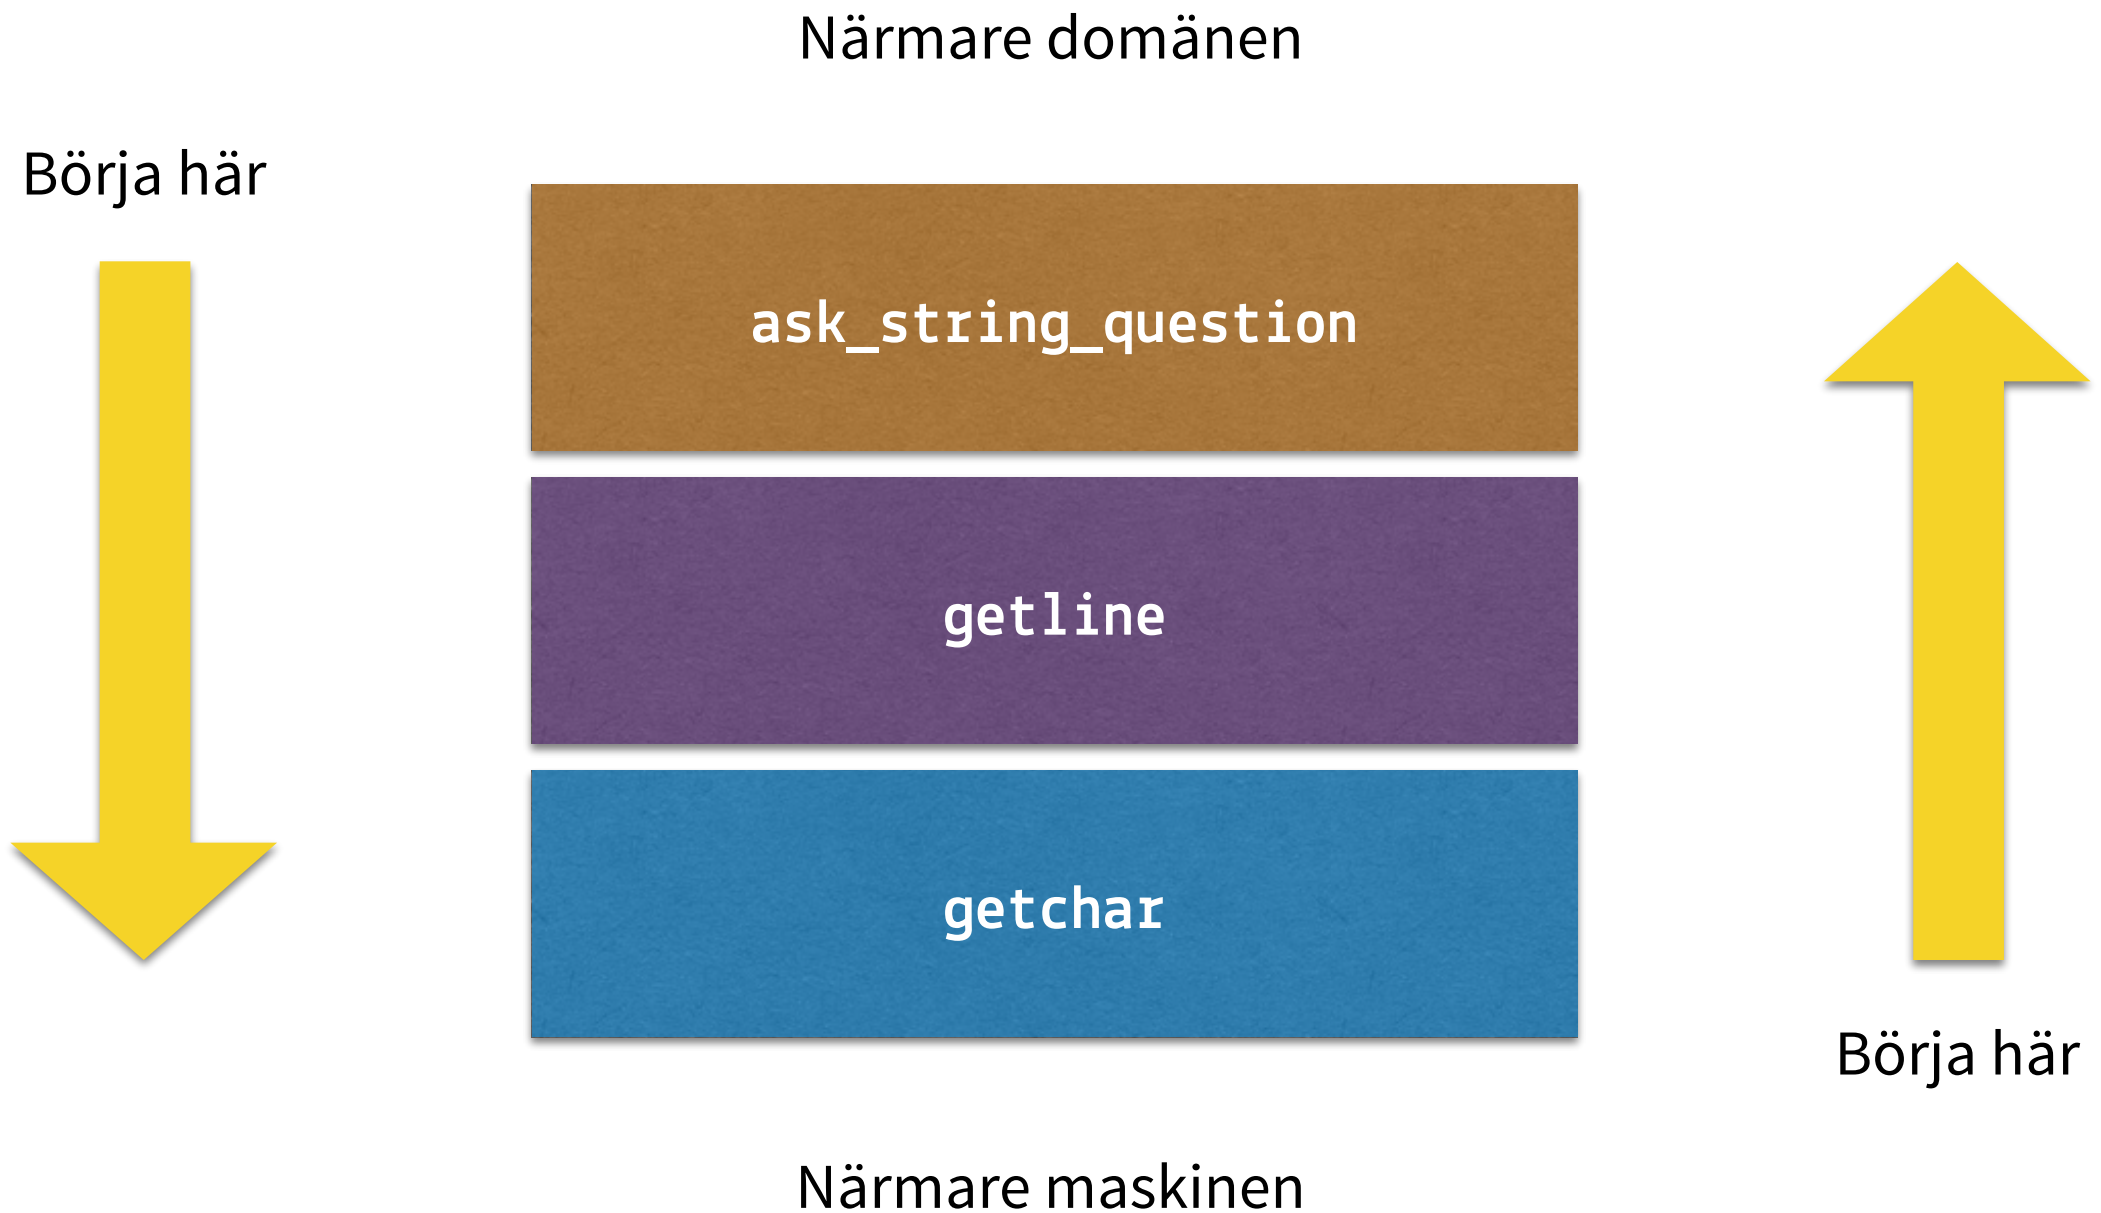 Närmare domänen
Börja här
ask_string_question
getline
getchar
Börja här
Närmare maskinen